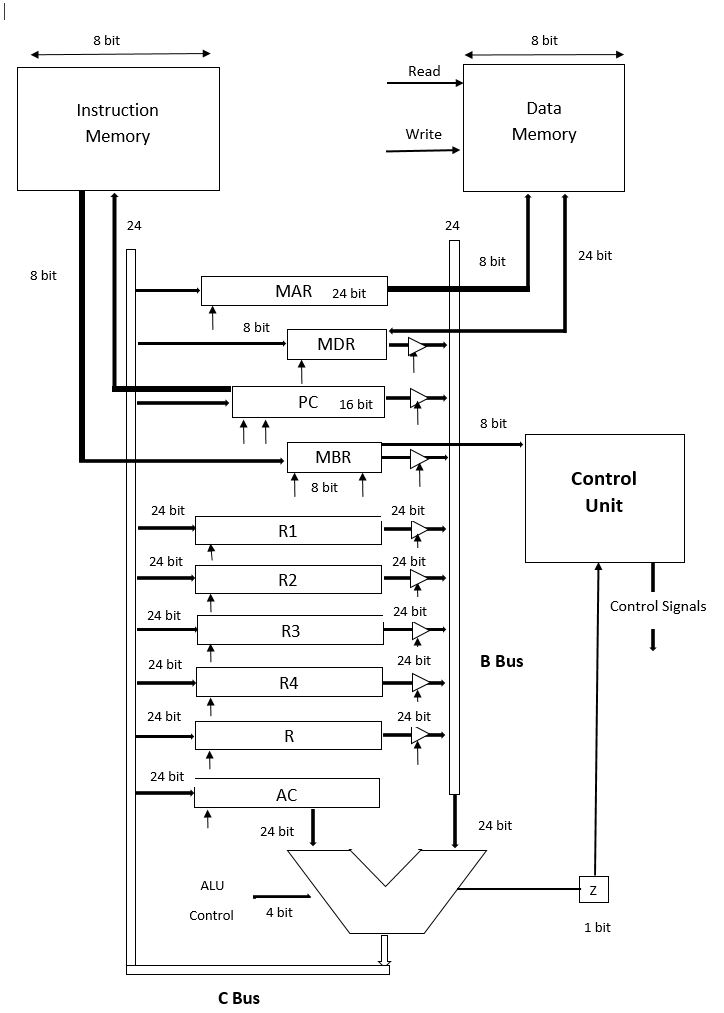 8 bit
8 bit
Instruction
Memory
Read
Write
Data
Memory
24
24
8 bit
8 bit
24 bit
MAR 24 bit
8 bit
MDR
PC 16 bit
8 bit
MBR
8 bit
Control
Unit
24 bit
24 bit
R1
24 bit
24 bit
R2
24 bit
24 bit
R3
Control Signals
24 bit
24 bit
R4
B Bus
24 bit
24 bit
R
24 bit
AC
24 bit
24 bit
ALU
Control
4 bit
Z
1 bit
C Bus